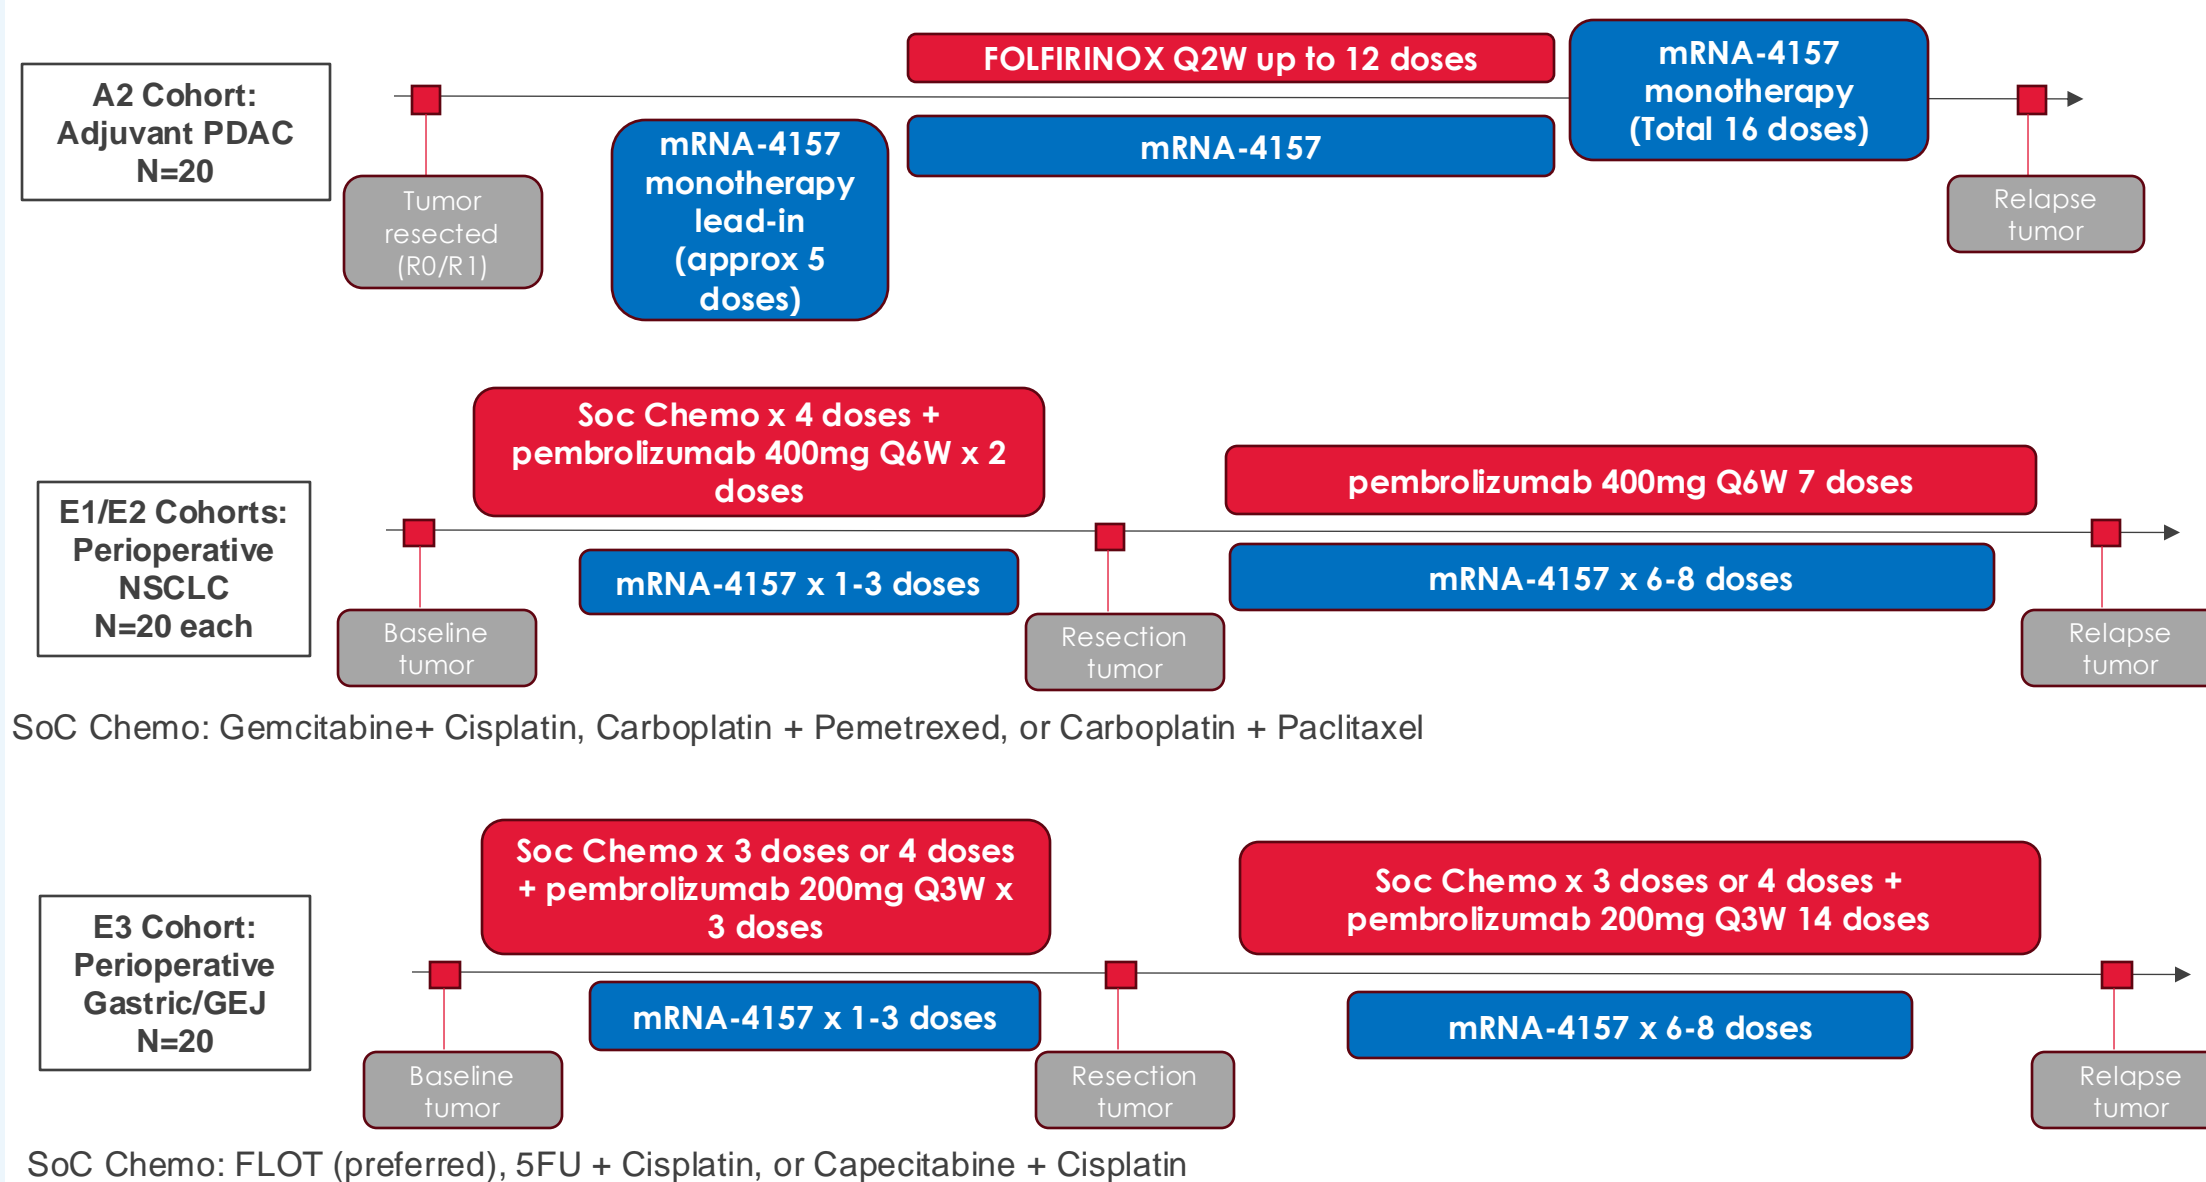 A2 Cohort:
Adjuvant PDAC
N=20
FOLFIRINOX Q2W up to 12 doses
mRNA-4157
monotherapy
(Total 16 doses)
mRNA-4157
monotherapy
lead-in
(approx 5
doses)
mRNA-4157
Tumor
resected
(R0/R1)
Relapse
tumor
E1/E2 Cohorts:
Perioperative
NSCLC
N=20 each
Soc Chemo x 4 doses +
pembrolizumab 400mg Q6W x 2
doses
pembrolizumab 400mg Q6W 7 doses
mRNA-4157 x 1-3 doses
mRNA-4157 x 6-8 doses
Baseline
tumor
Resection
tumor
Relapse
tumor
SoC Chemo: Gemcitabine+ Cisplatin, Carboplatin + Pemetrexed, or Carboplatin + Paclitaxel
E3 Cohort:
Perioperative
Gastric/GEJ
N=20
Soc Chemo x 3 doses or 4 doses
+ pembrolizumab 200mg Q3W x
3 doses
Soc Chemo x 3 doses or 4 doses +
pembrolizumab 200mg Q3W 14 doses
mRNA-4157 x 1-3 doses
mRNA-4157 x 6-8 doses
Baseline
tumor
Resection
tumor
Relapse
tumor
SoC Chemo: FLOT (preferred), 5FU + Cisplatin, or Capecitabine + Cisplatin